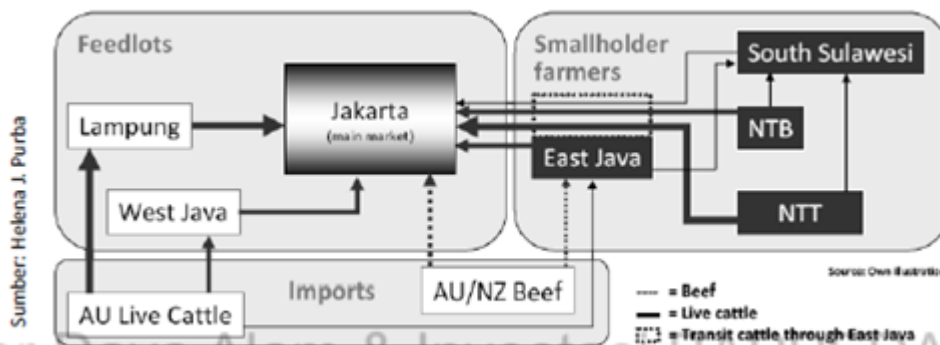 Feedlots
Smallholder
farmers
South Sulawesi
Jakarta
(main market)
Lampung
NTB
East Java
West Java
NTT
Imports
AU/NZ Beef
AU Live Cattle
Source: Own illustratio
= Beef
= Live cattle
= Transit cattle through East Java
Sumber: Helena J. Purba